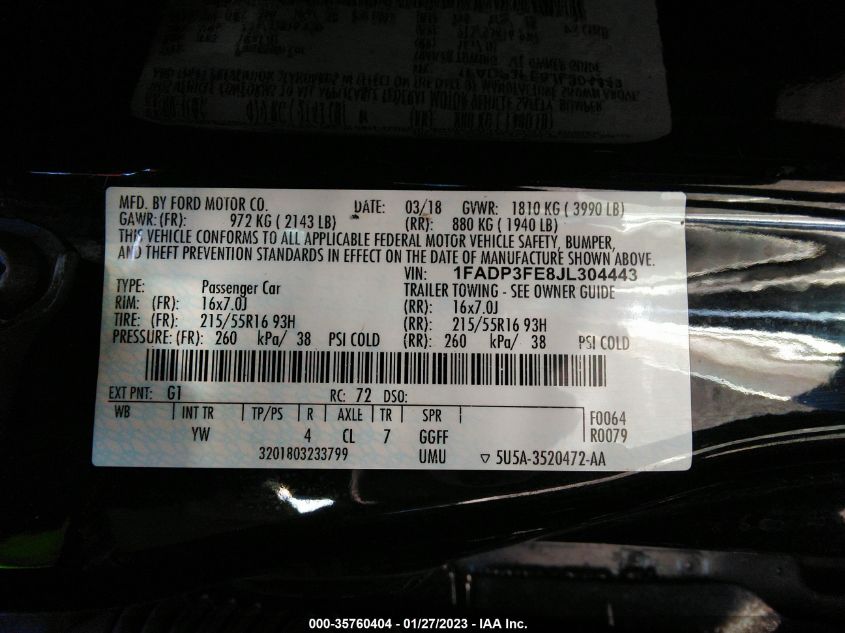 MFD. BY FORD MOTOR CO. DATE: 03/18 GVWR: 1810 KG ( 3990 LB)
GAWR: (FR): 972 KG ( 2143 LB) (RR): 880 KG ( 1940 LB)
THIS VEHICLE CONFORMS TO ALL APPLICABLE FEDERAL MOTOR VEHICLE SAFETY, BUMPER,
AND THEFT PREVENTION STANDARDS IN EFFECT ON THE DATE OF MANUFACTURE SHOWN ABOVE.
VIN: 1FADP3FE8JL304443
TYPE: Passenger Car TRAILER TOWING - SEE OWNER GUIDE
RIM: (FR): 16x7.0J (RR): 16x7.0J
TIRE: (FR): 215/55R16 93H (RR): 215/55R16 93H
PRESSURE: (FR): 260 kPa/ 38 PSI COLD (RR): 260 kPa/ 38 PSI COLD
EXT PNT: G1 RC: 72 DSO:
WB INT TR TP/PS R AXLE TR SPR F0064
YW 4 CL 7 GGFF R0079
3201803233799 UMU ▽ 5U5A-3520472-AA
000-35760404 - 01/27/2023 - IAA Inc.